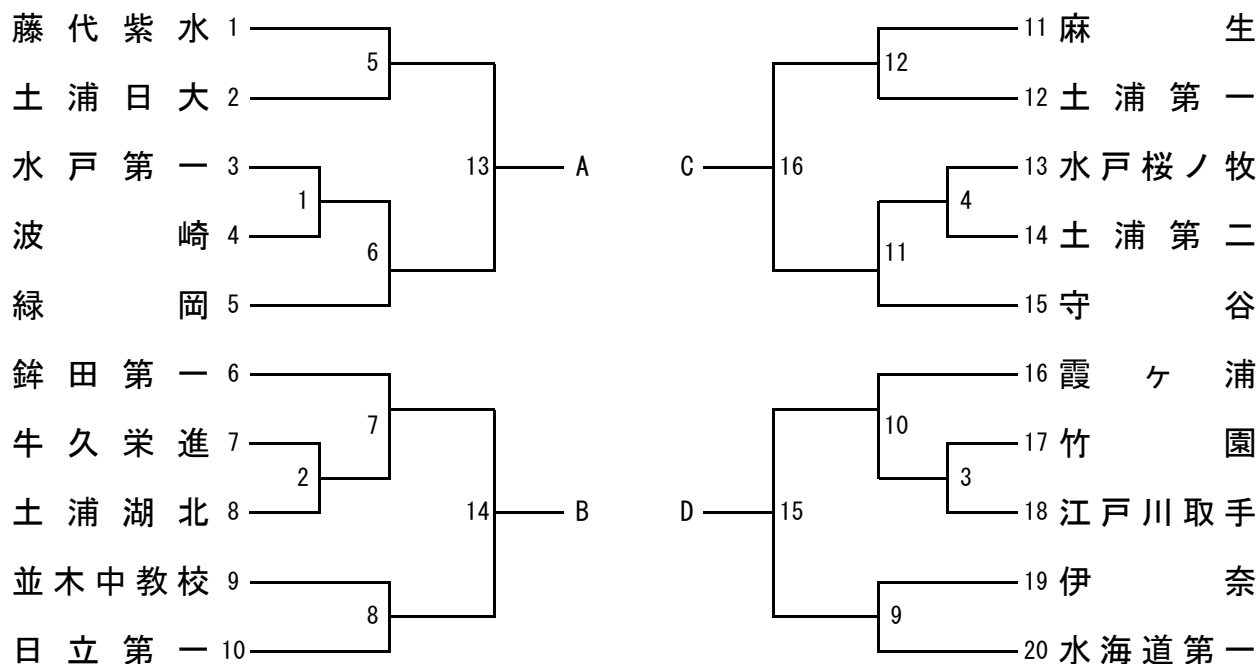 藤代紫水 1
土浦日大 2
水戸第一 3
波崎 4
緑岡 5
鉾田第一 6
牛久栄進 7
土浦湖北 8
並木中教校 9
日立第一 10
5
1
6
13
A
7
2
8
14
B
C
16
12
4
11
D
15
10
3
9
11 麻生
12 土浦第一
13 水戸桜ノ牧
14 土浦第二
15 守谷
16 霞ヶ浦
17 竹園
18 江戸川取手
19 伊奈
20 水海道第一